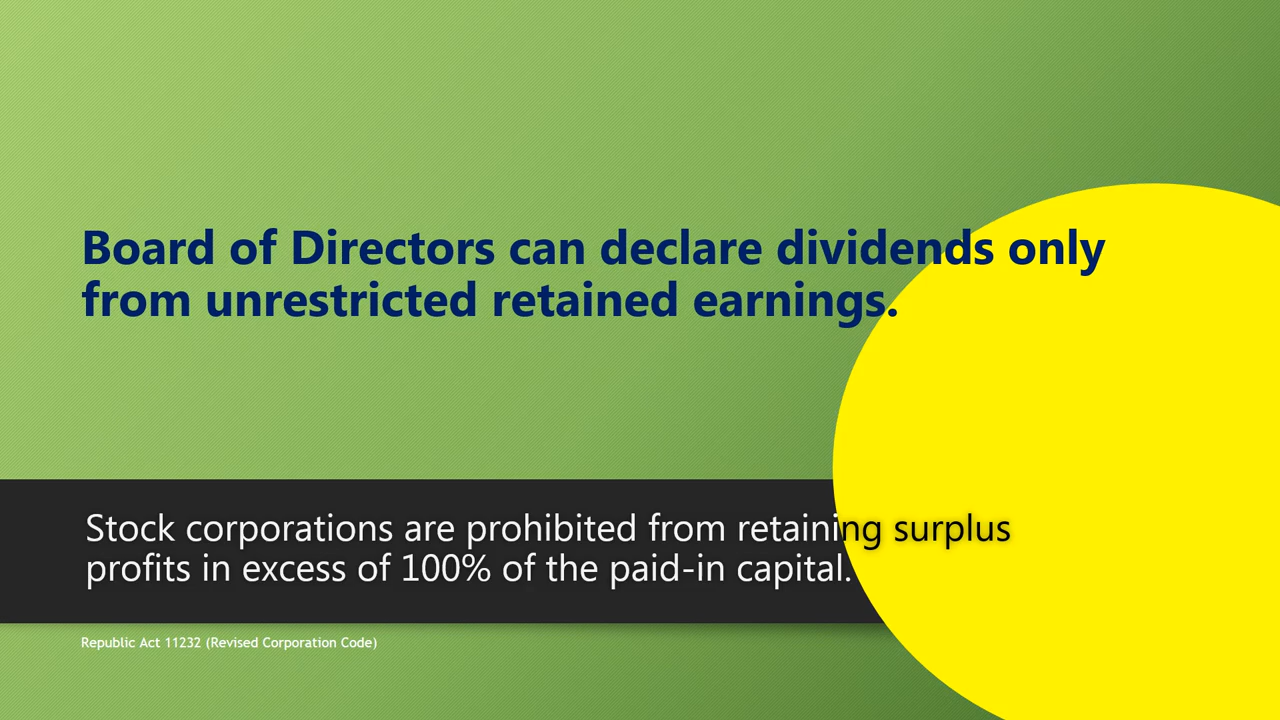 Board of Directors can declare dividends only
from unrestricted retained earnings.
Stock corporations are prohibited from retaining surplus
profits in excess of 100% of the paid-in capital.
Republic Act 11232 (Revised Corporation Code)